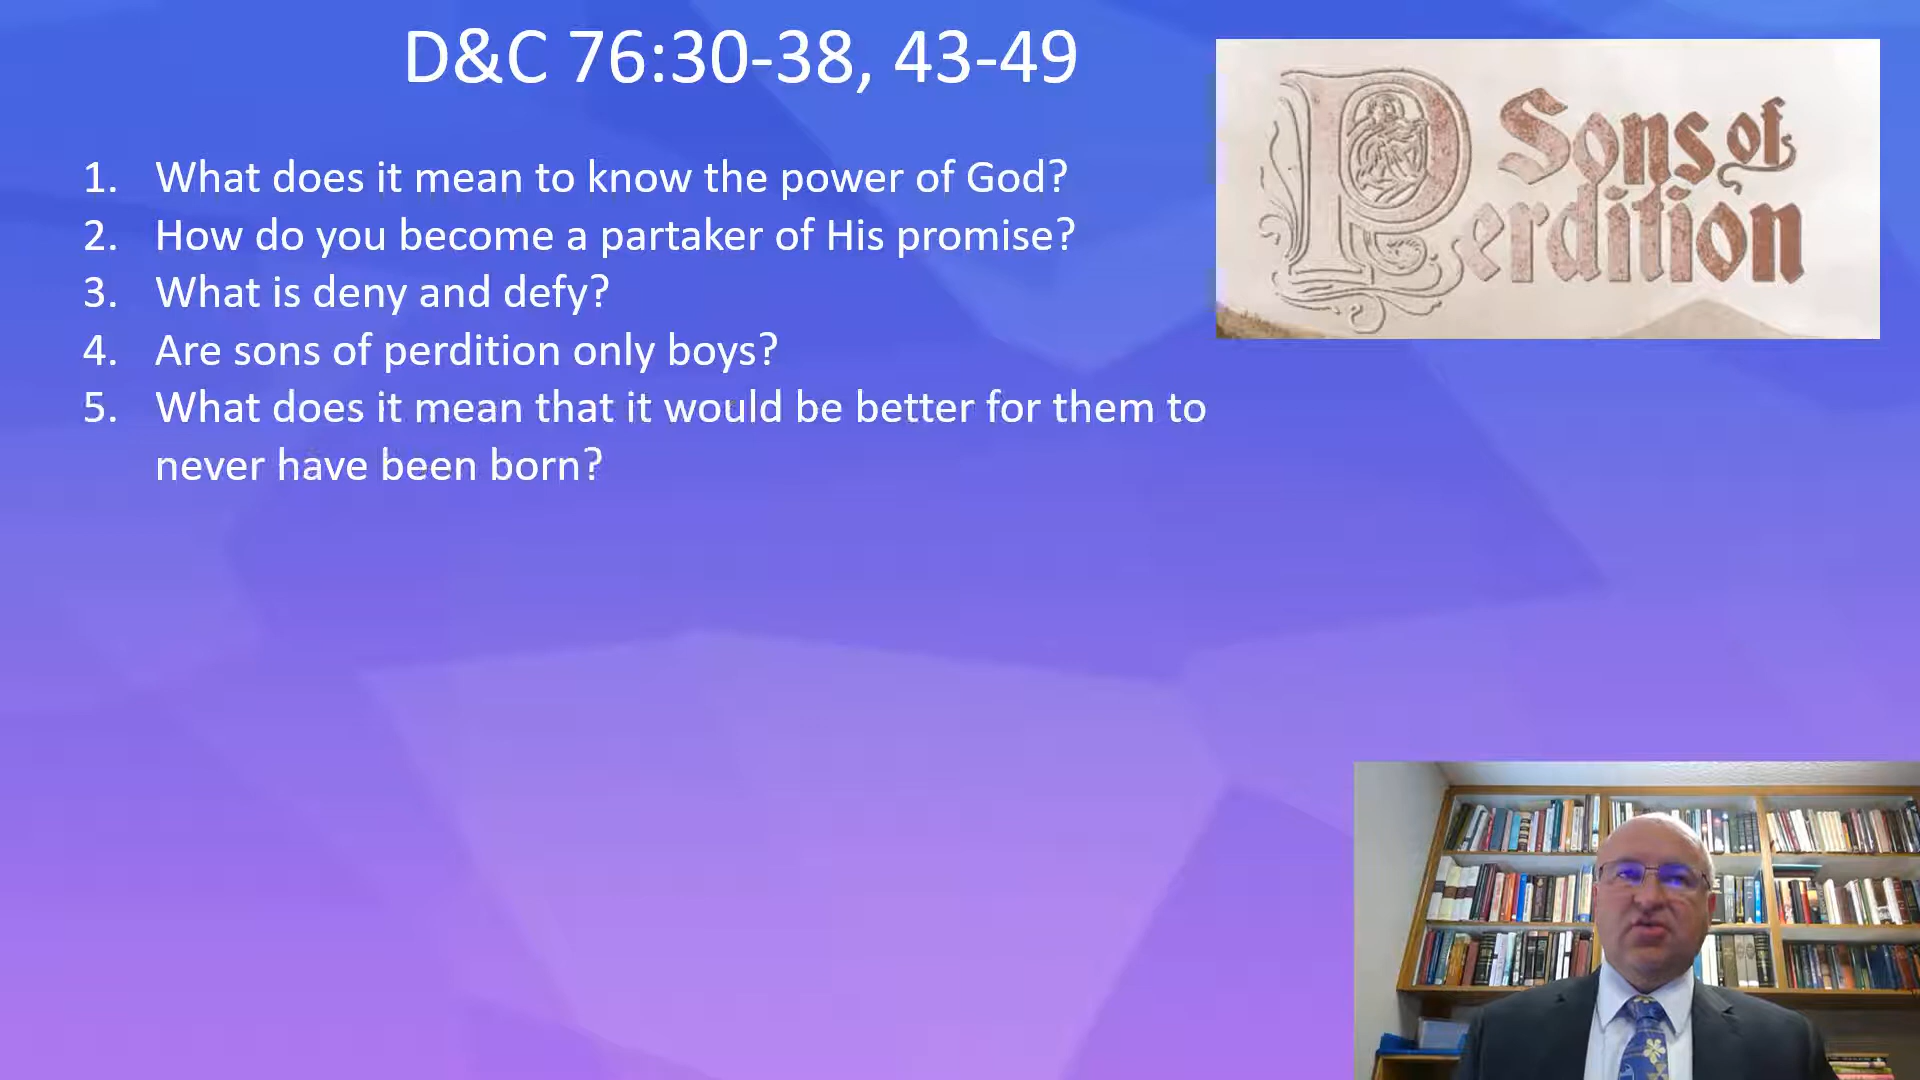 D&C 76:30-38, 43-49
1. What does it mean to know the power of God?
2. How do you become a partaker of His promise?
3. What is deny and defy?
4. Are sons of perdition only boys?
5. What does it mean that it would be better for them to
never have been born?
Sons of
Perdition